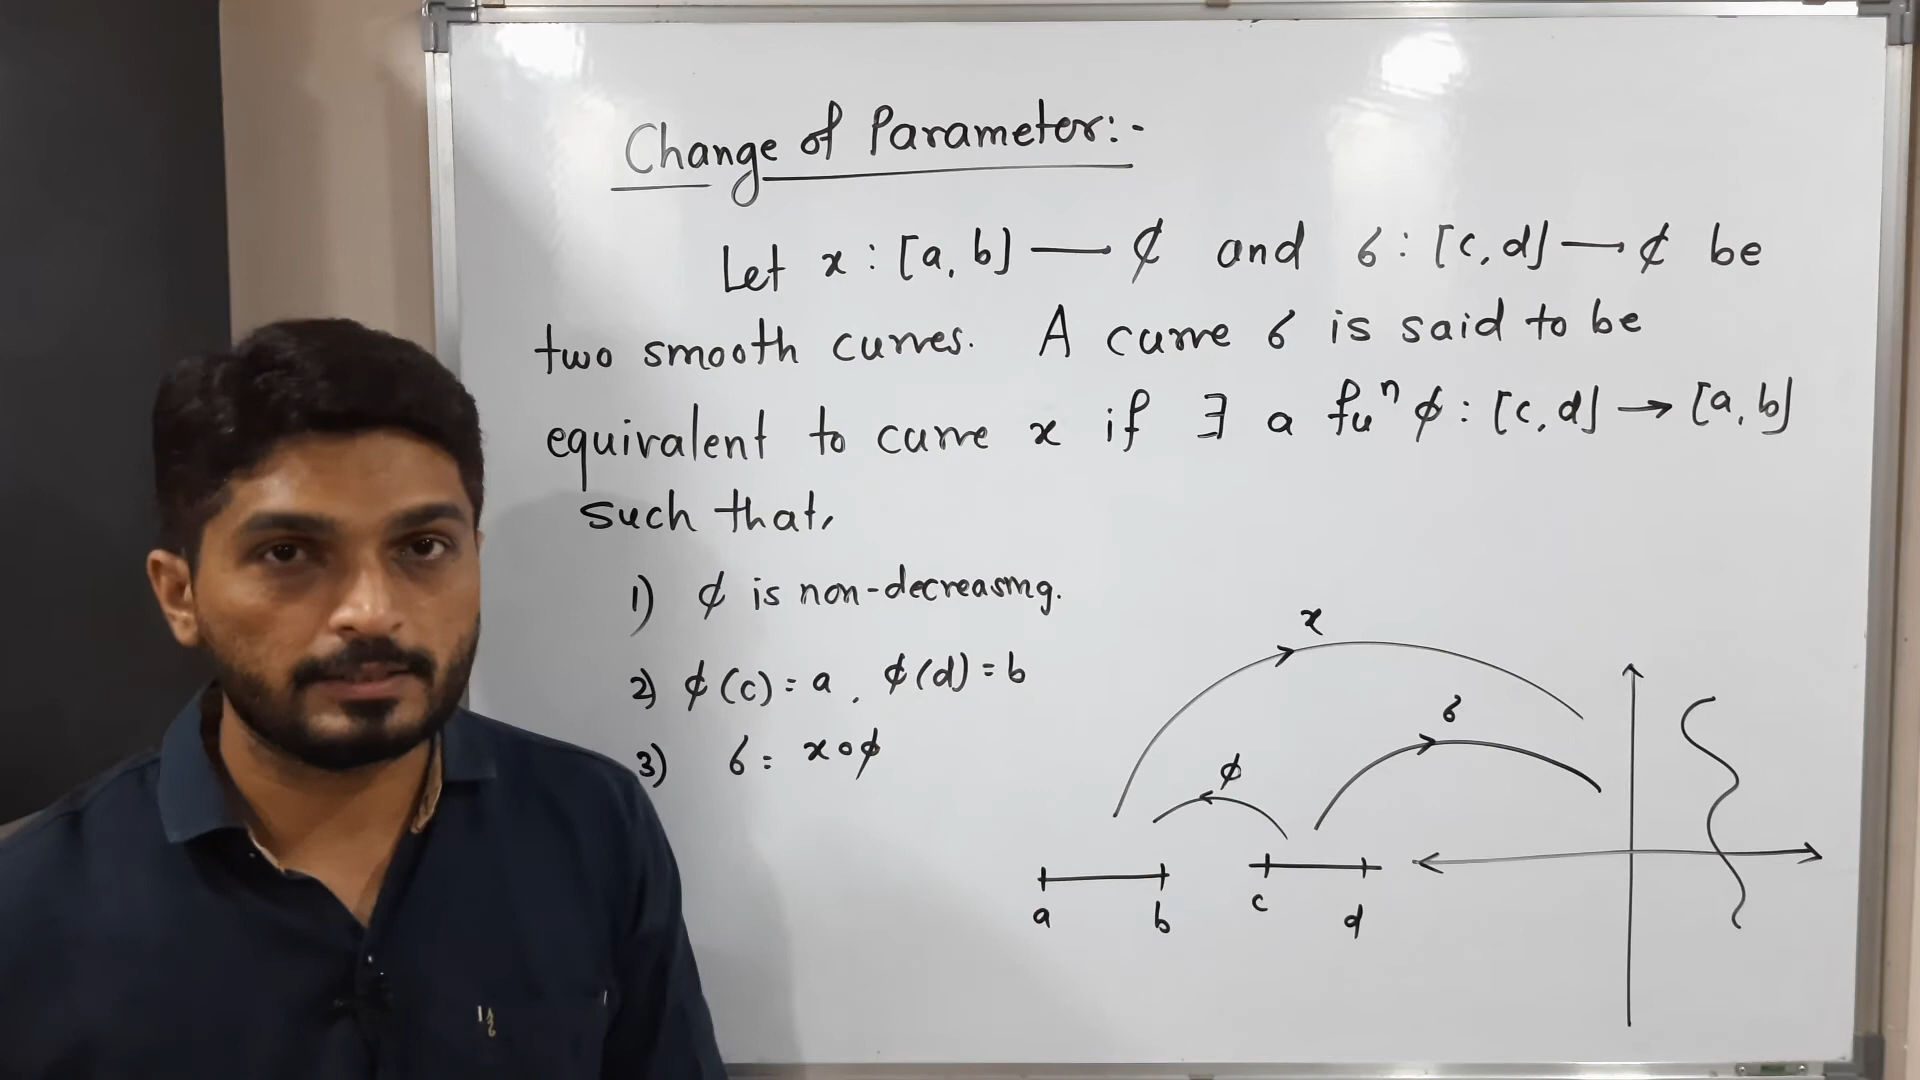 Change of Parameter:-
Let x : [a, b] — ¢ and 6 : [c, d] — ¢ be
two smooth curves. A curve 6 is said to be
equivalent to curve x if ∃ a fuⁿ ϕ : [c, d] → [a, b]
such that,
1) ϕ is non-decreasing.
2) ϕ(c) = a , ϕ(d) = b
3) 6 = x∘ϕ
x
6
ϕ
a b c d